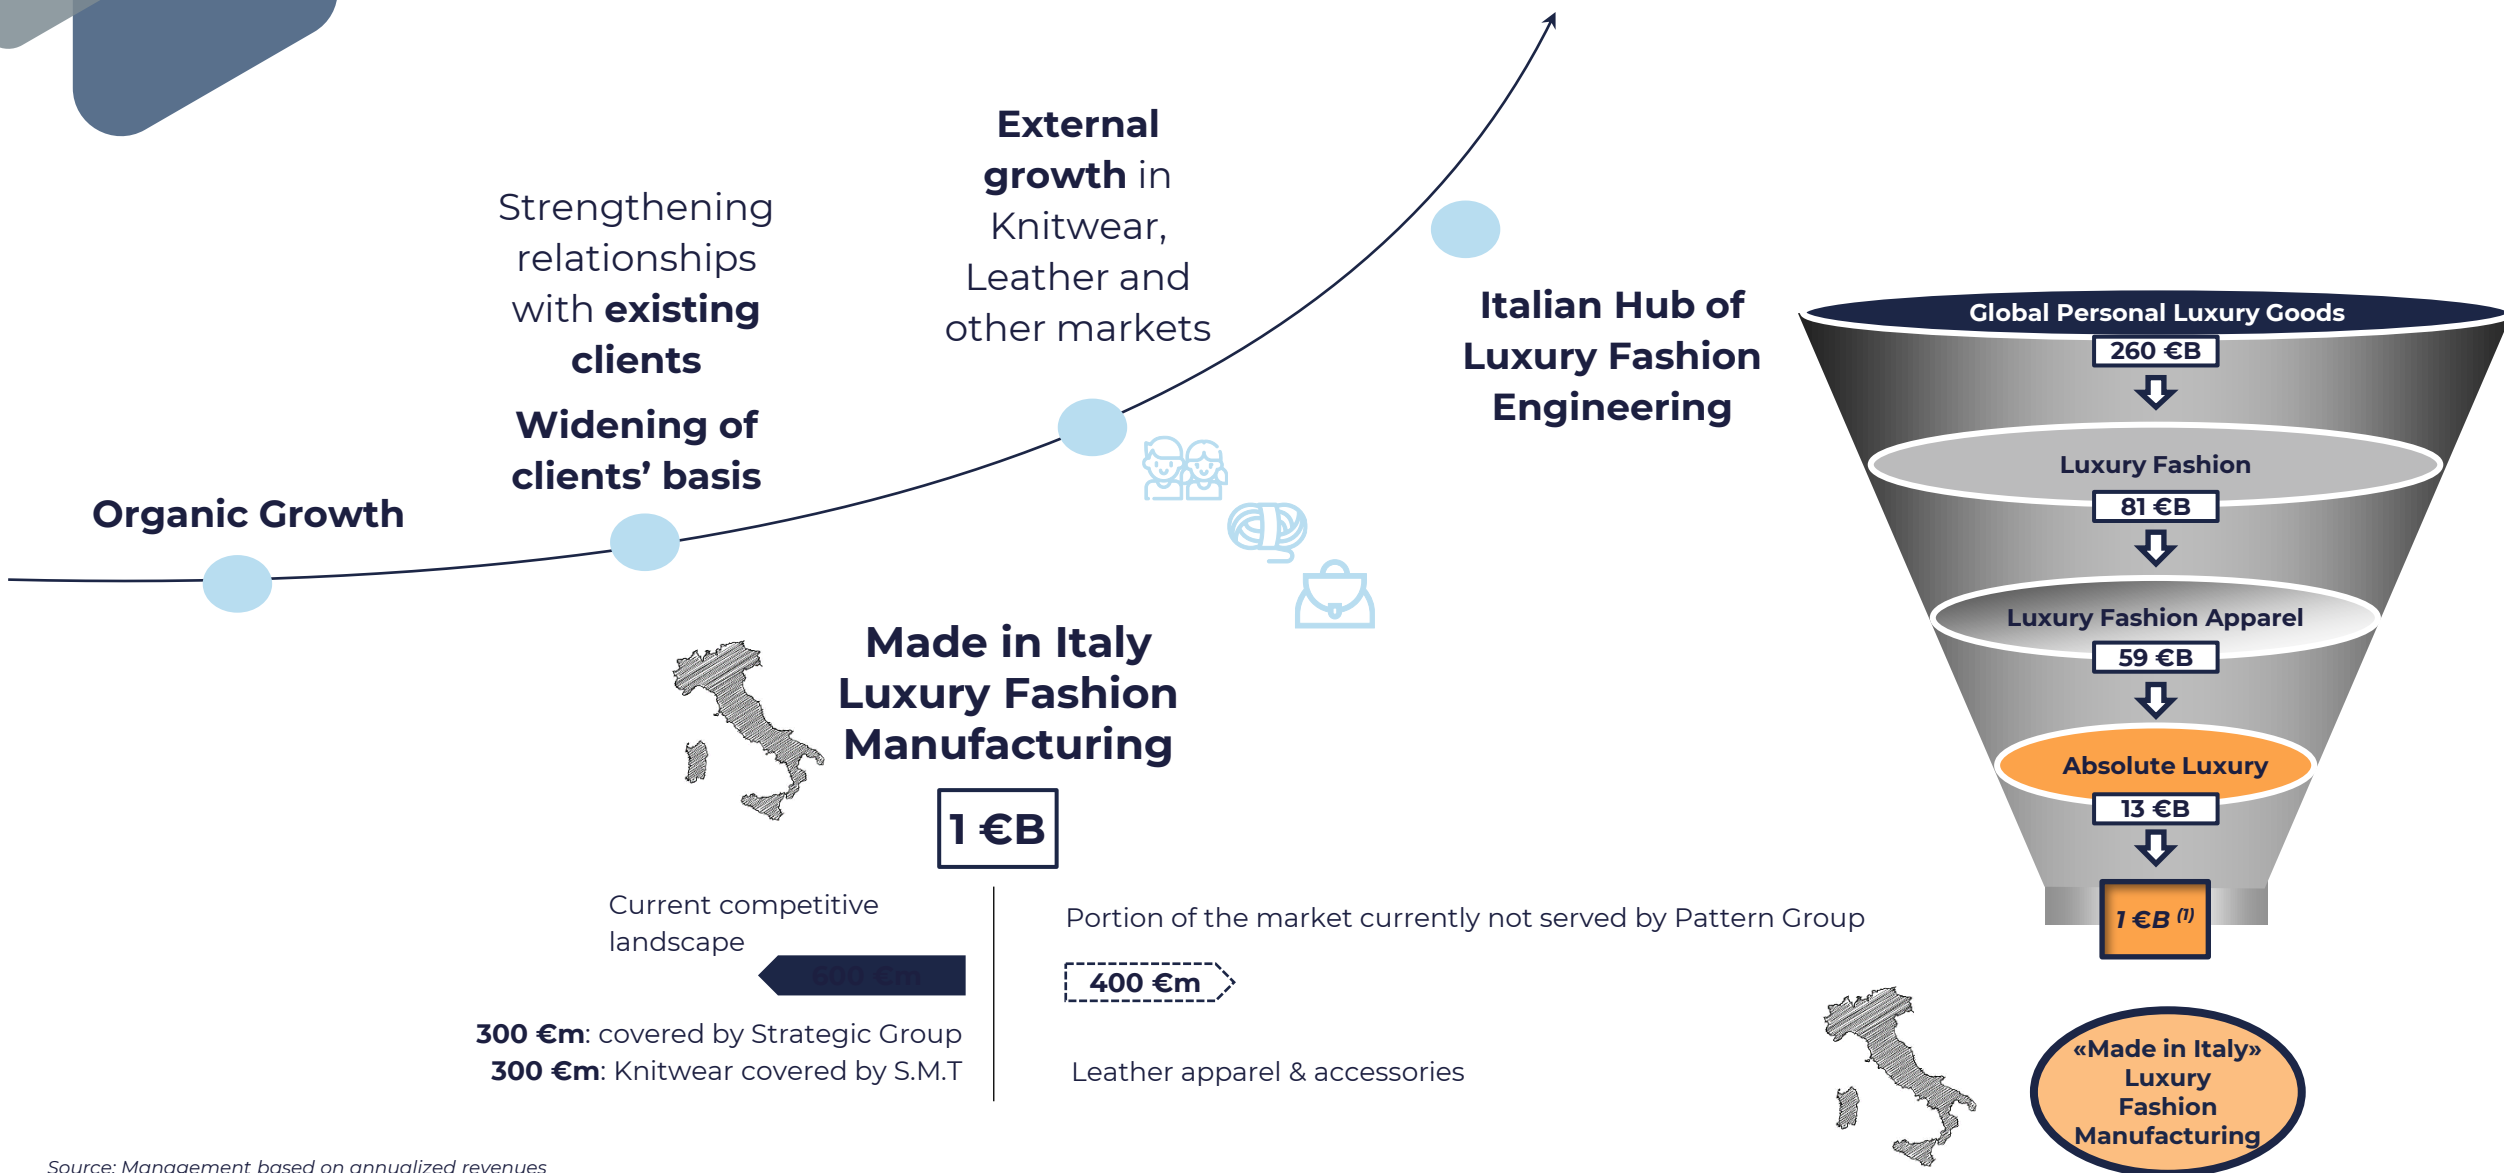 External
growth in
Knitwear,
Leather and
other markets
Strengthening
relationships
with existing
clients
Widening of
clients’ basis
Organic Growth
Italian Hub of
Luxury Fashion
Engineering
Global Personal Luxury Goods
260 €B
Luxury Fashion
81 €B
Luxury Fashion Apparel
59 €B
Absolute Luxury
13 €B
1 €B (1)
«Made in Italy»
Luxury
Fashion
Manufacturing
Made in Italy
Luxury Fashion
Manufacturing
1 €B
Current competitive
landscape
600 €m
300 €m: covered by Strategic Group
300 €m: Knitwear covered by S.M.T
Portion of the market currently not served by Pattern Group
400 €m
Leather apparel & accessories
Source: Management based on annualized revenues